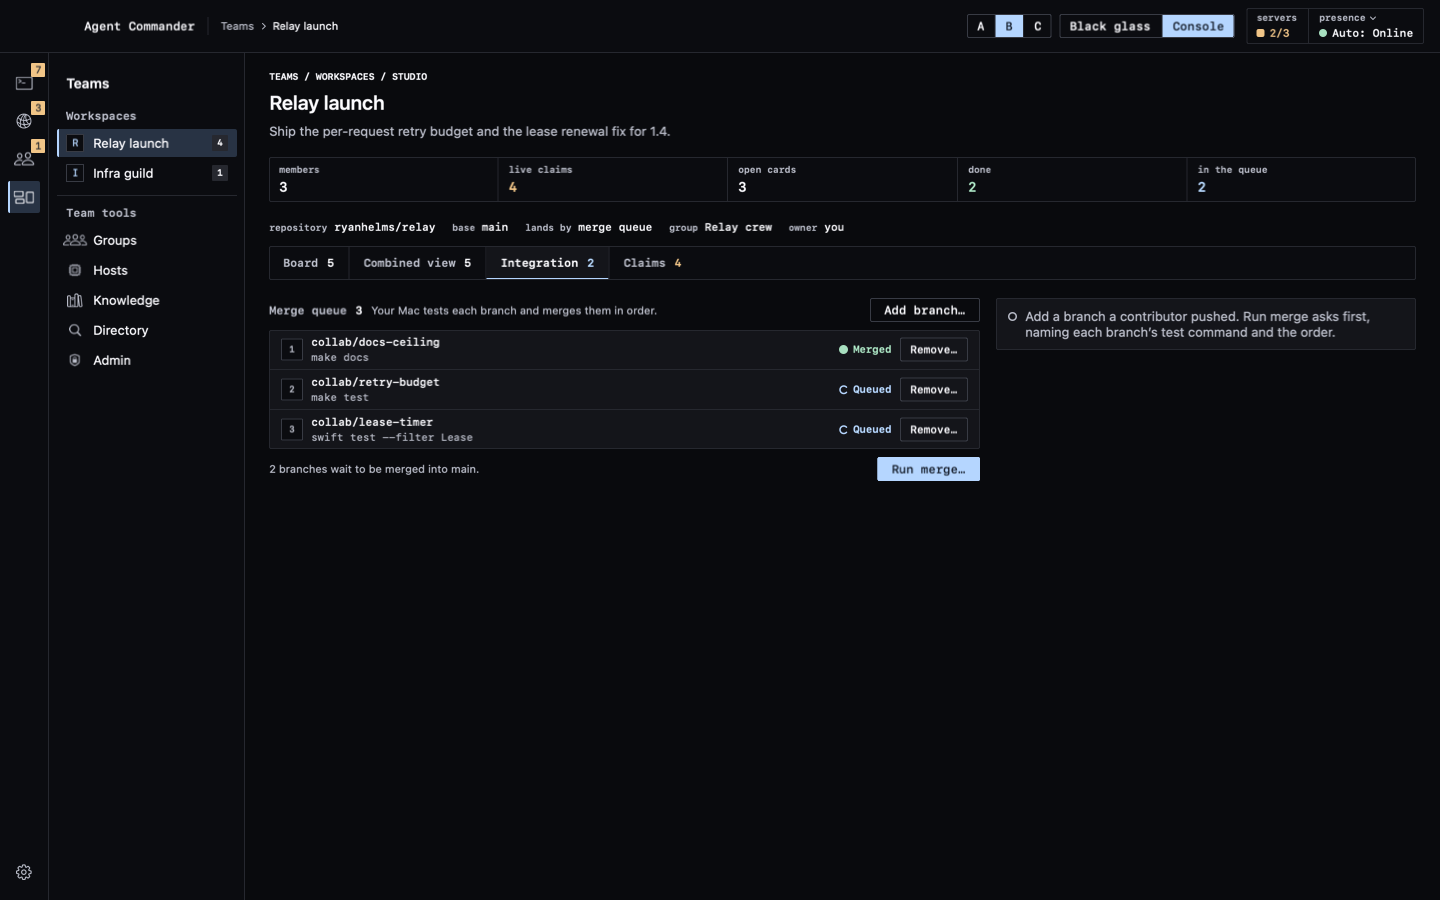 Agent Commander
Teams > Relay launch
A B C
Black glass Console
servers
2/3
presence
Auto: Online
7
3
1
Teams
Workspaces
R Relay launch 4
I Infra guild 1
Team tools
Groups
Hosts
Knowledge
Directory
Admin
TEAMS / WORKSPACES / STUDIO
Relay launch
Ship the per-request retry budget and the lease renewal fix for 1.4.
members
3
live claims
4
open cards
3
done
2
in the queue
2
repository ryanhelms/relay base main lands by merge queue group Relay crew owner you
Board 5 Combined view 5 Integration 2 Claims 4
Merge queue 3 Your Mac tests each branch and merges them in order. Add branch…
1 collab/docs-ceiling
make docs
Merged Remove…
2 collab/retry-budget
make test
Queued Remove…
3 collab/lease-timer
swift test --filter Lease
Queued Remove…
2 branches wait to be merged into main. Run merge…
Add a branch a contributor pushed. Run merge asks first,
naming each branch’s test command and the order.